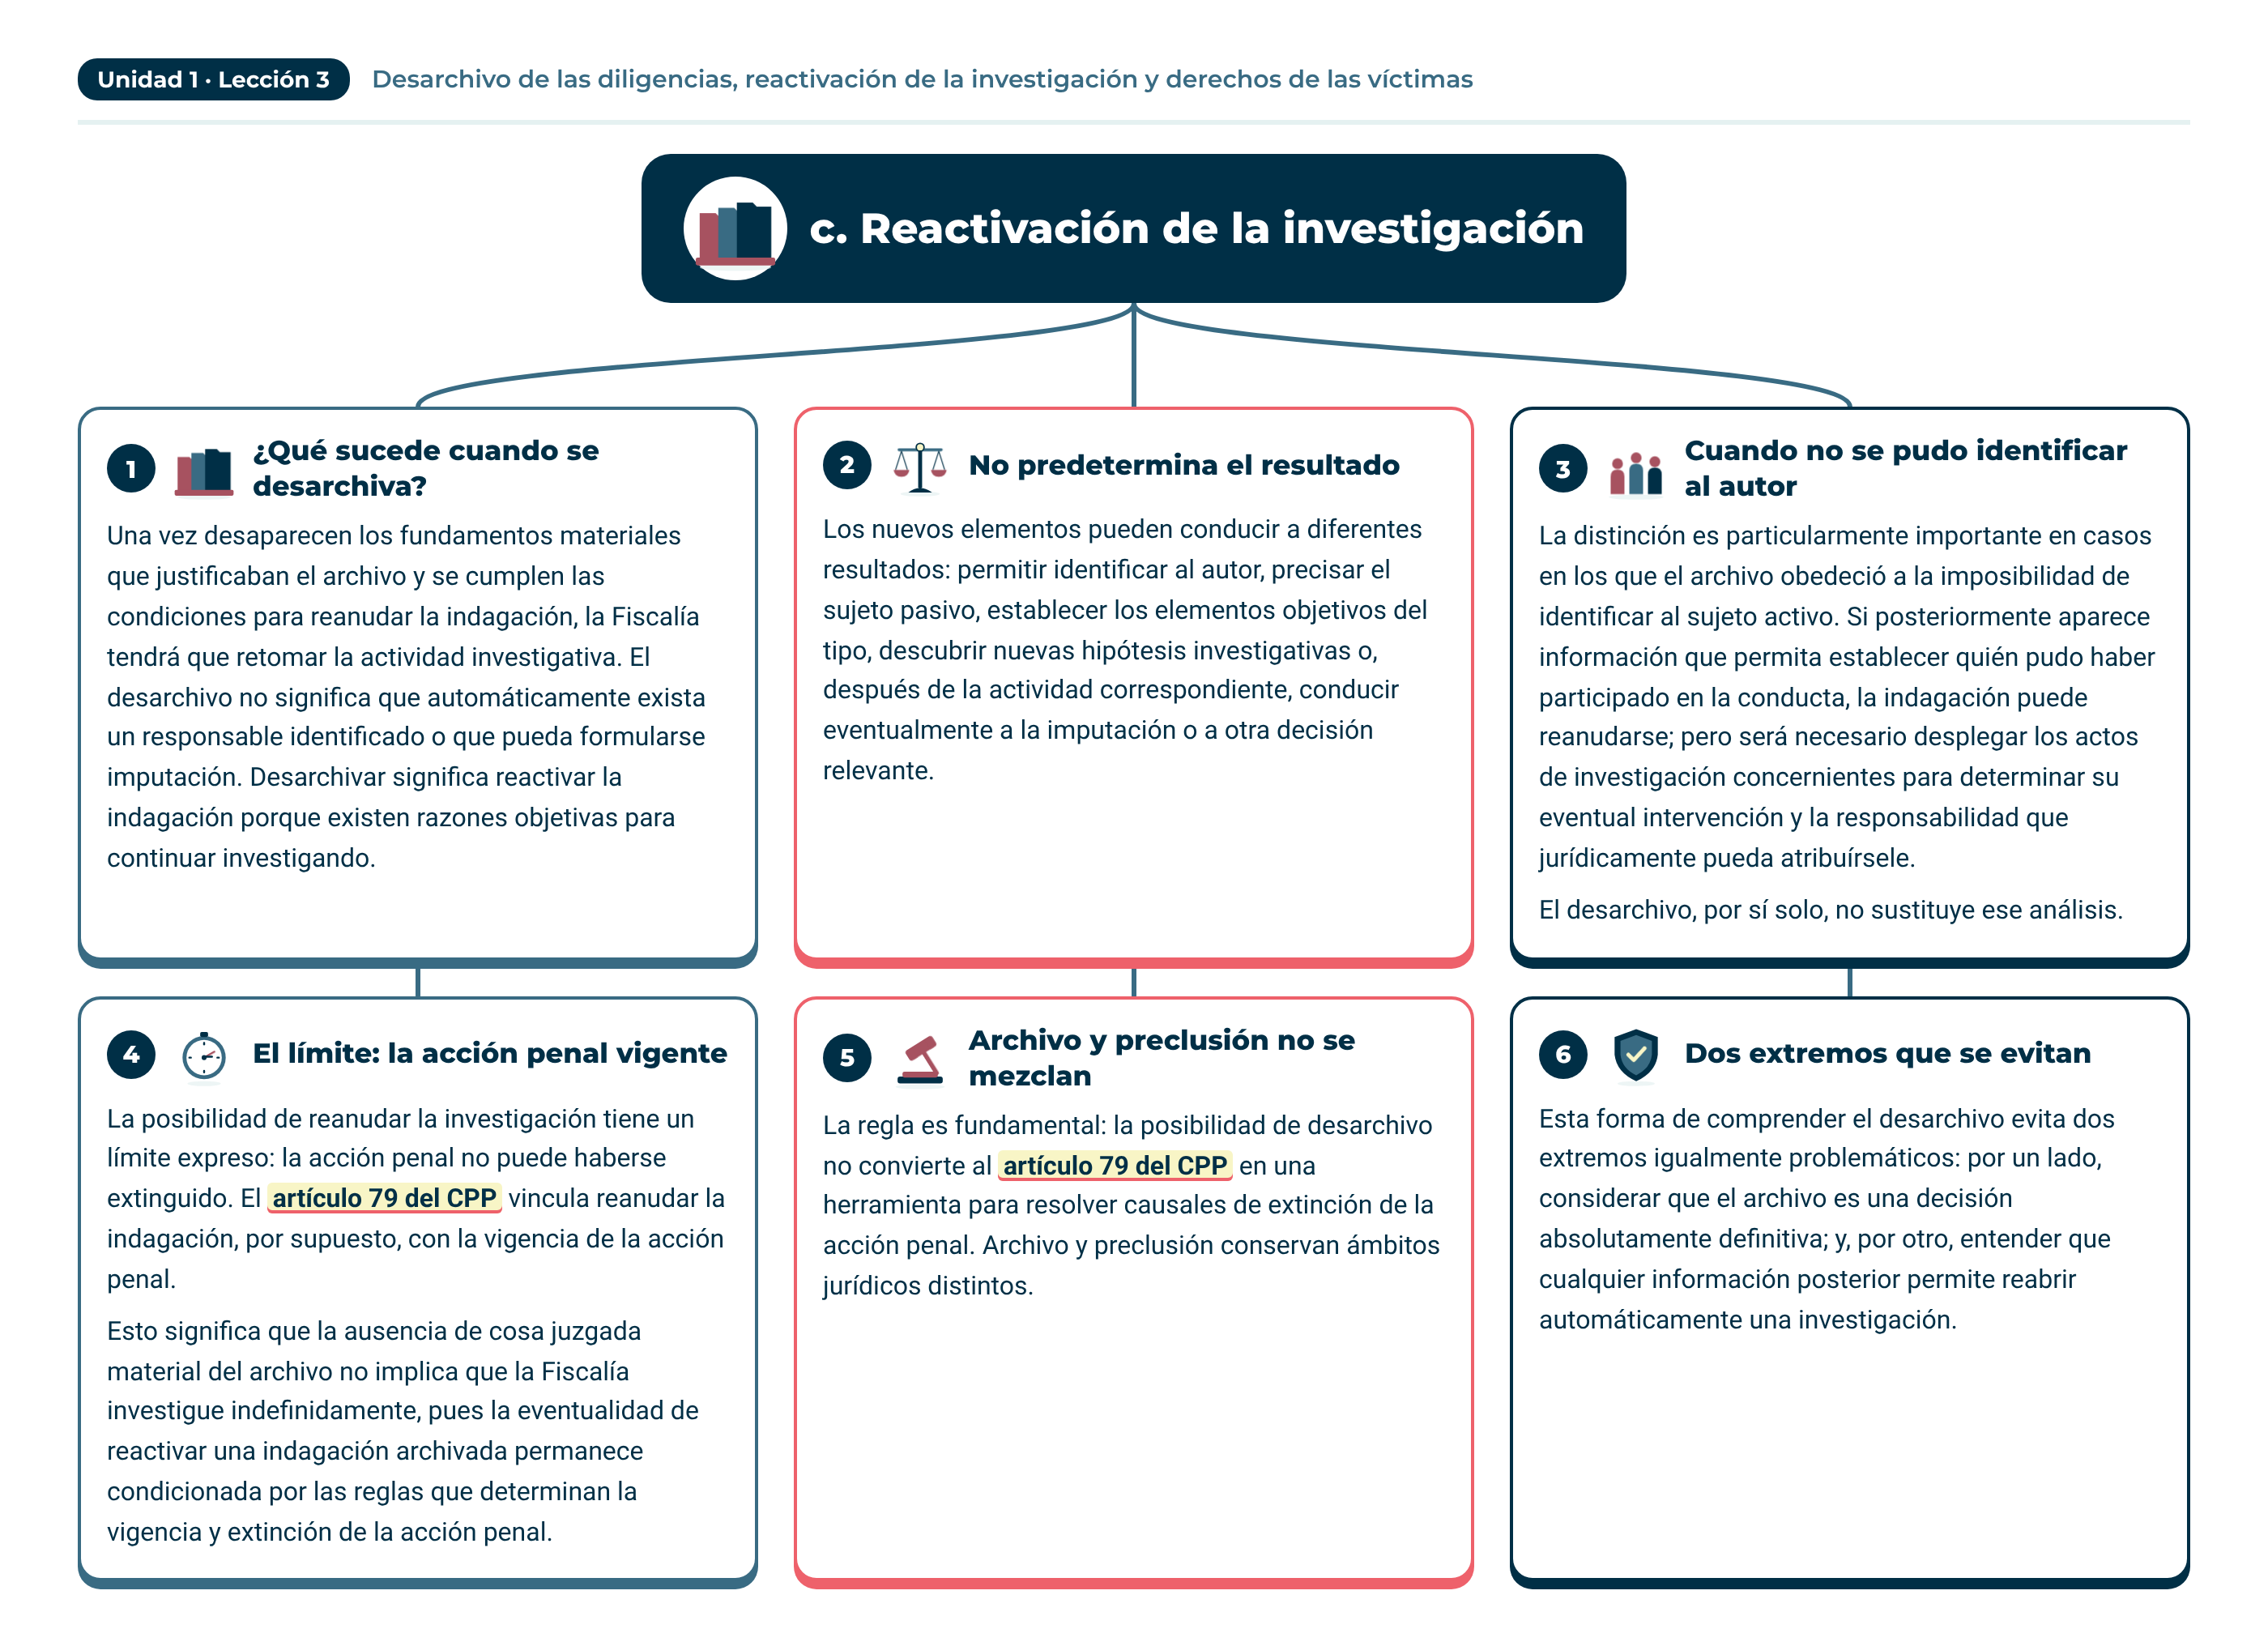 Unidad 1 · Lección 3
Desarchivo de las diligencias, reactivación de la investigación y derechos de las víctimas
c. Reactivación de la investigación
1
¿Qué sucede cuando se
desarchiva?
Una vez desaparecen los fundamentos materiales
que justificaban el archivo y se cumplen las
condiciones para reanudar la indagación, la Fiscalía
tendrá que retomar la actividad investigativa. El
desarchivo no significa que automáticamente exista
un responsable identificado o que pueda formularse
imputación. Desarchivar significa reactivar la
indagación porque existen razones objetivas para
continuar investigando.
2
No predetermina el resultado
Los nuevos elementos pueden conducir a diferentes
resultados: permitir identificar al autor, precisar el
sujeto pasivo, establecer los elementos objetivos del
tipo, descubrir nuevas hipótesis investigativas o,
después de la actividad correspondiente, conducir
eventualmente a la imputación o a otra decisión
relevante.
3
Cuando no se pudo identificar
al autor
La distinción es particularmente importante en casos
en los que el archivo obedeció a la imposibilidad de
identificar al sujeto activo. Si posteriormente aparece
información que permita establecer quién pudo haber
participado en la conducta, la indagación puede
reanudarse; pero será necesario desplegar los actos
de investigación concernientes para determinar su
eventual intervención y la responsabilidad que
jurídicamente pueda atribuírsele.
El desarchivo, por sí solo, no sustituye ese análisis.
4
El límite: la acción penal vigente
La posibilidad de reanudar la investigación tiene un
límite expreso: la acción penal no puede haberse
extinguido. El artículo 79 del CPP vincula reanudar la
indagación, por supuesto, con la vigencia de la acción
penal.
Esto significa que la ausencia de cosa juzgada
material del archivo no implica que la Fiscalía
investigue indefinidamente, pues la eventualidad de
reactivar una indagación archivada permanece
condicionada por las reglas que determinan la
vigencia y extinción de la acción penal.
5
Archivo y preclusión no se
mezclan
La regla es fundamental: la posibilidad de desarchivo
no convierte al artículo 79 del CPP en una
herramienta para resolver causales de extinción de la
acción penal. Archivo y preclusión conservan ámbitos
jurídicos distintos.
6
Dos extremos que se evitan
Esta forma de comprender el desarchivo evita dos
extremos igualmente problemáticos: por un lado,
considerar que el archivo es una decisión
absolutamente definitiva; y, por otro, entender que
cualquier información posterior permite reabrir
automáticamente una investigación.